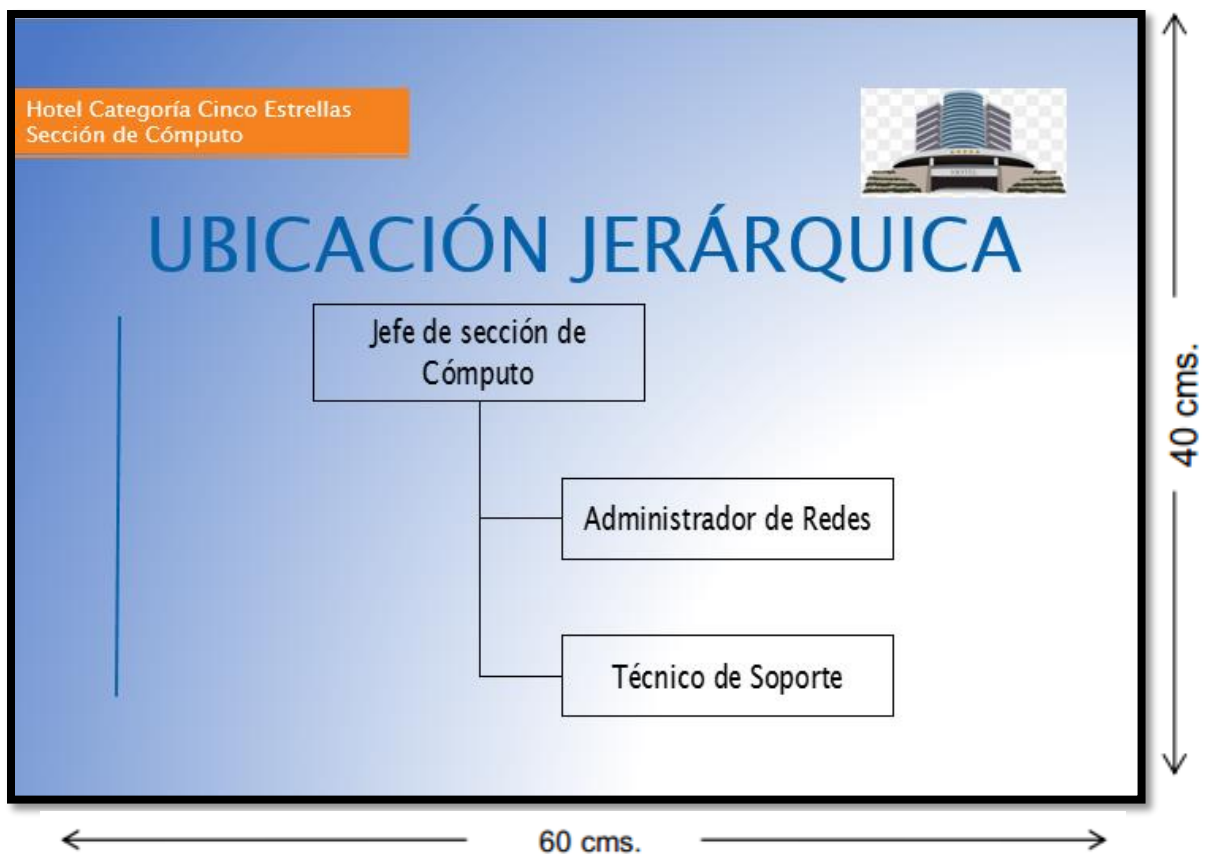 Hotel Categoría Cinco Estrellas
Sección de Cómputo
UBICACIÓN JERÁRQUICA
Jefe de sección de
Cómputo
Administrador de Redes
Técnico de Soporte
40 cms.
60 cms.